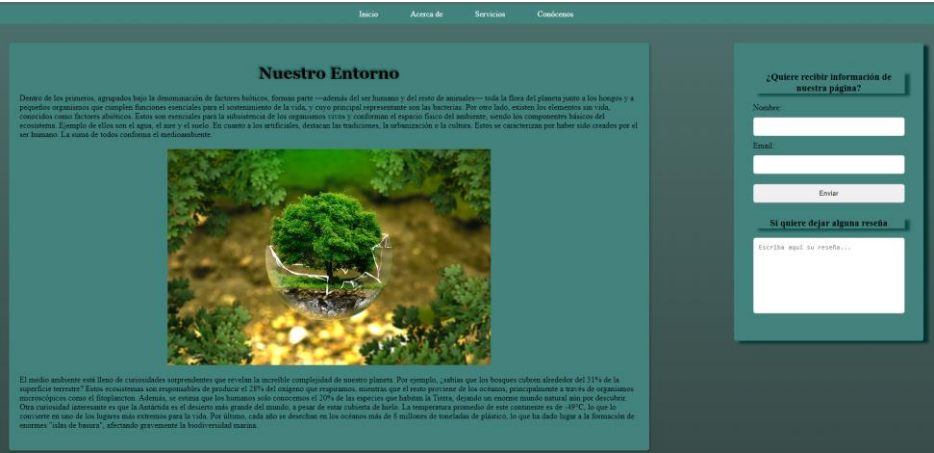 Inicio Acerca de Servicios Conócenos
Nuestro Entorno
Dentro de los primeros, agrupados bajo la denominación de factores bióticos, forman parte —además del ser humano y del resto de animales— toda la flora del planeta junto a los hongos y a
pequeños organismos que cumplen funciones esenciales para el sostenimiento de la vida, y cuyo principal representante son las bacterias. Por otro lado, existen los elementos sin vida,
conocidos como factores abióticos. Estos son esenciales para la subsistencia de los organismos vivos y conforman el espacio físico del ambiente, siendo los componentes básicos del
ecosistema. Ejemplo de ellos son el agua, el aire y el suelo. En cuanto a los artificiales, destacan las tradiciones, la urbanización o la cultura. Estos se caracterizan por haber sido creados por el
ser humano. La suma de todos conforma el medioambiente.
El medio ambiente está lleno de curiosidades sorprendentes que revelan la increíble complejidad de nuestro planeta. Por ejemplo, ¿sabías que los bosques cubren alrededor del 31% de la
superficie terrestre? Estos ecosistemas son responsables de producir el 28% del oxígeno que respiramos, mientras que el resto proviene de los océanos, principalmente a través de organismos
microscópicos como el fitoplancton. Además, se estima que los humanos solo conocemos el 20% de las especies que habitan la Tierra, dejando un enorme mundo natural aún por descubrir.
Otra curiosidad interesante es que la Antártida es el desierto más grande del mundo, a pesar de estar cubierta de hielo. La temperatura promedio de este continente es de -49°C, lo que lo
convierte en uno de los lugares más extremos para la vida. Por último, cada año se desechan en los océanos más de 8 millones de toneladas de plástico, lo que ha dado lugar a la formación de
enormes "islas de basura", afectando gravemente la biodiversidad marina.
¿Quiere recibir información de
nuestra página?
Nombre:
Email:
Enviar
Si quiere dejar alguna reseña
Escriba aquí su reseña...